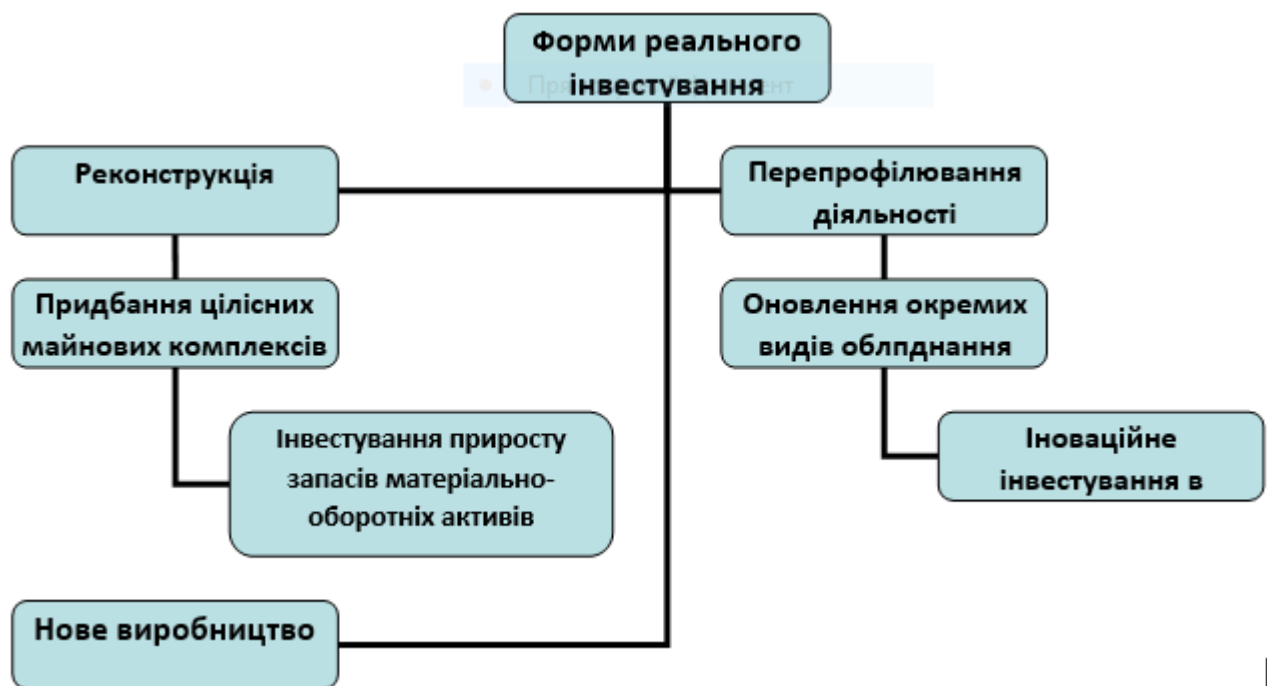 Форми реального
інвестування
Реконструкція
Перепрофілювання
діяльності
Придбання цілісних
майнових комплексів
Оновлення окремих
видів облпднання
Інвестування приросту
запасів матеріально-
оборотніх активів
Іноваційне
інвестування в
Нове виробництво